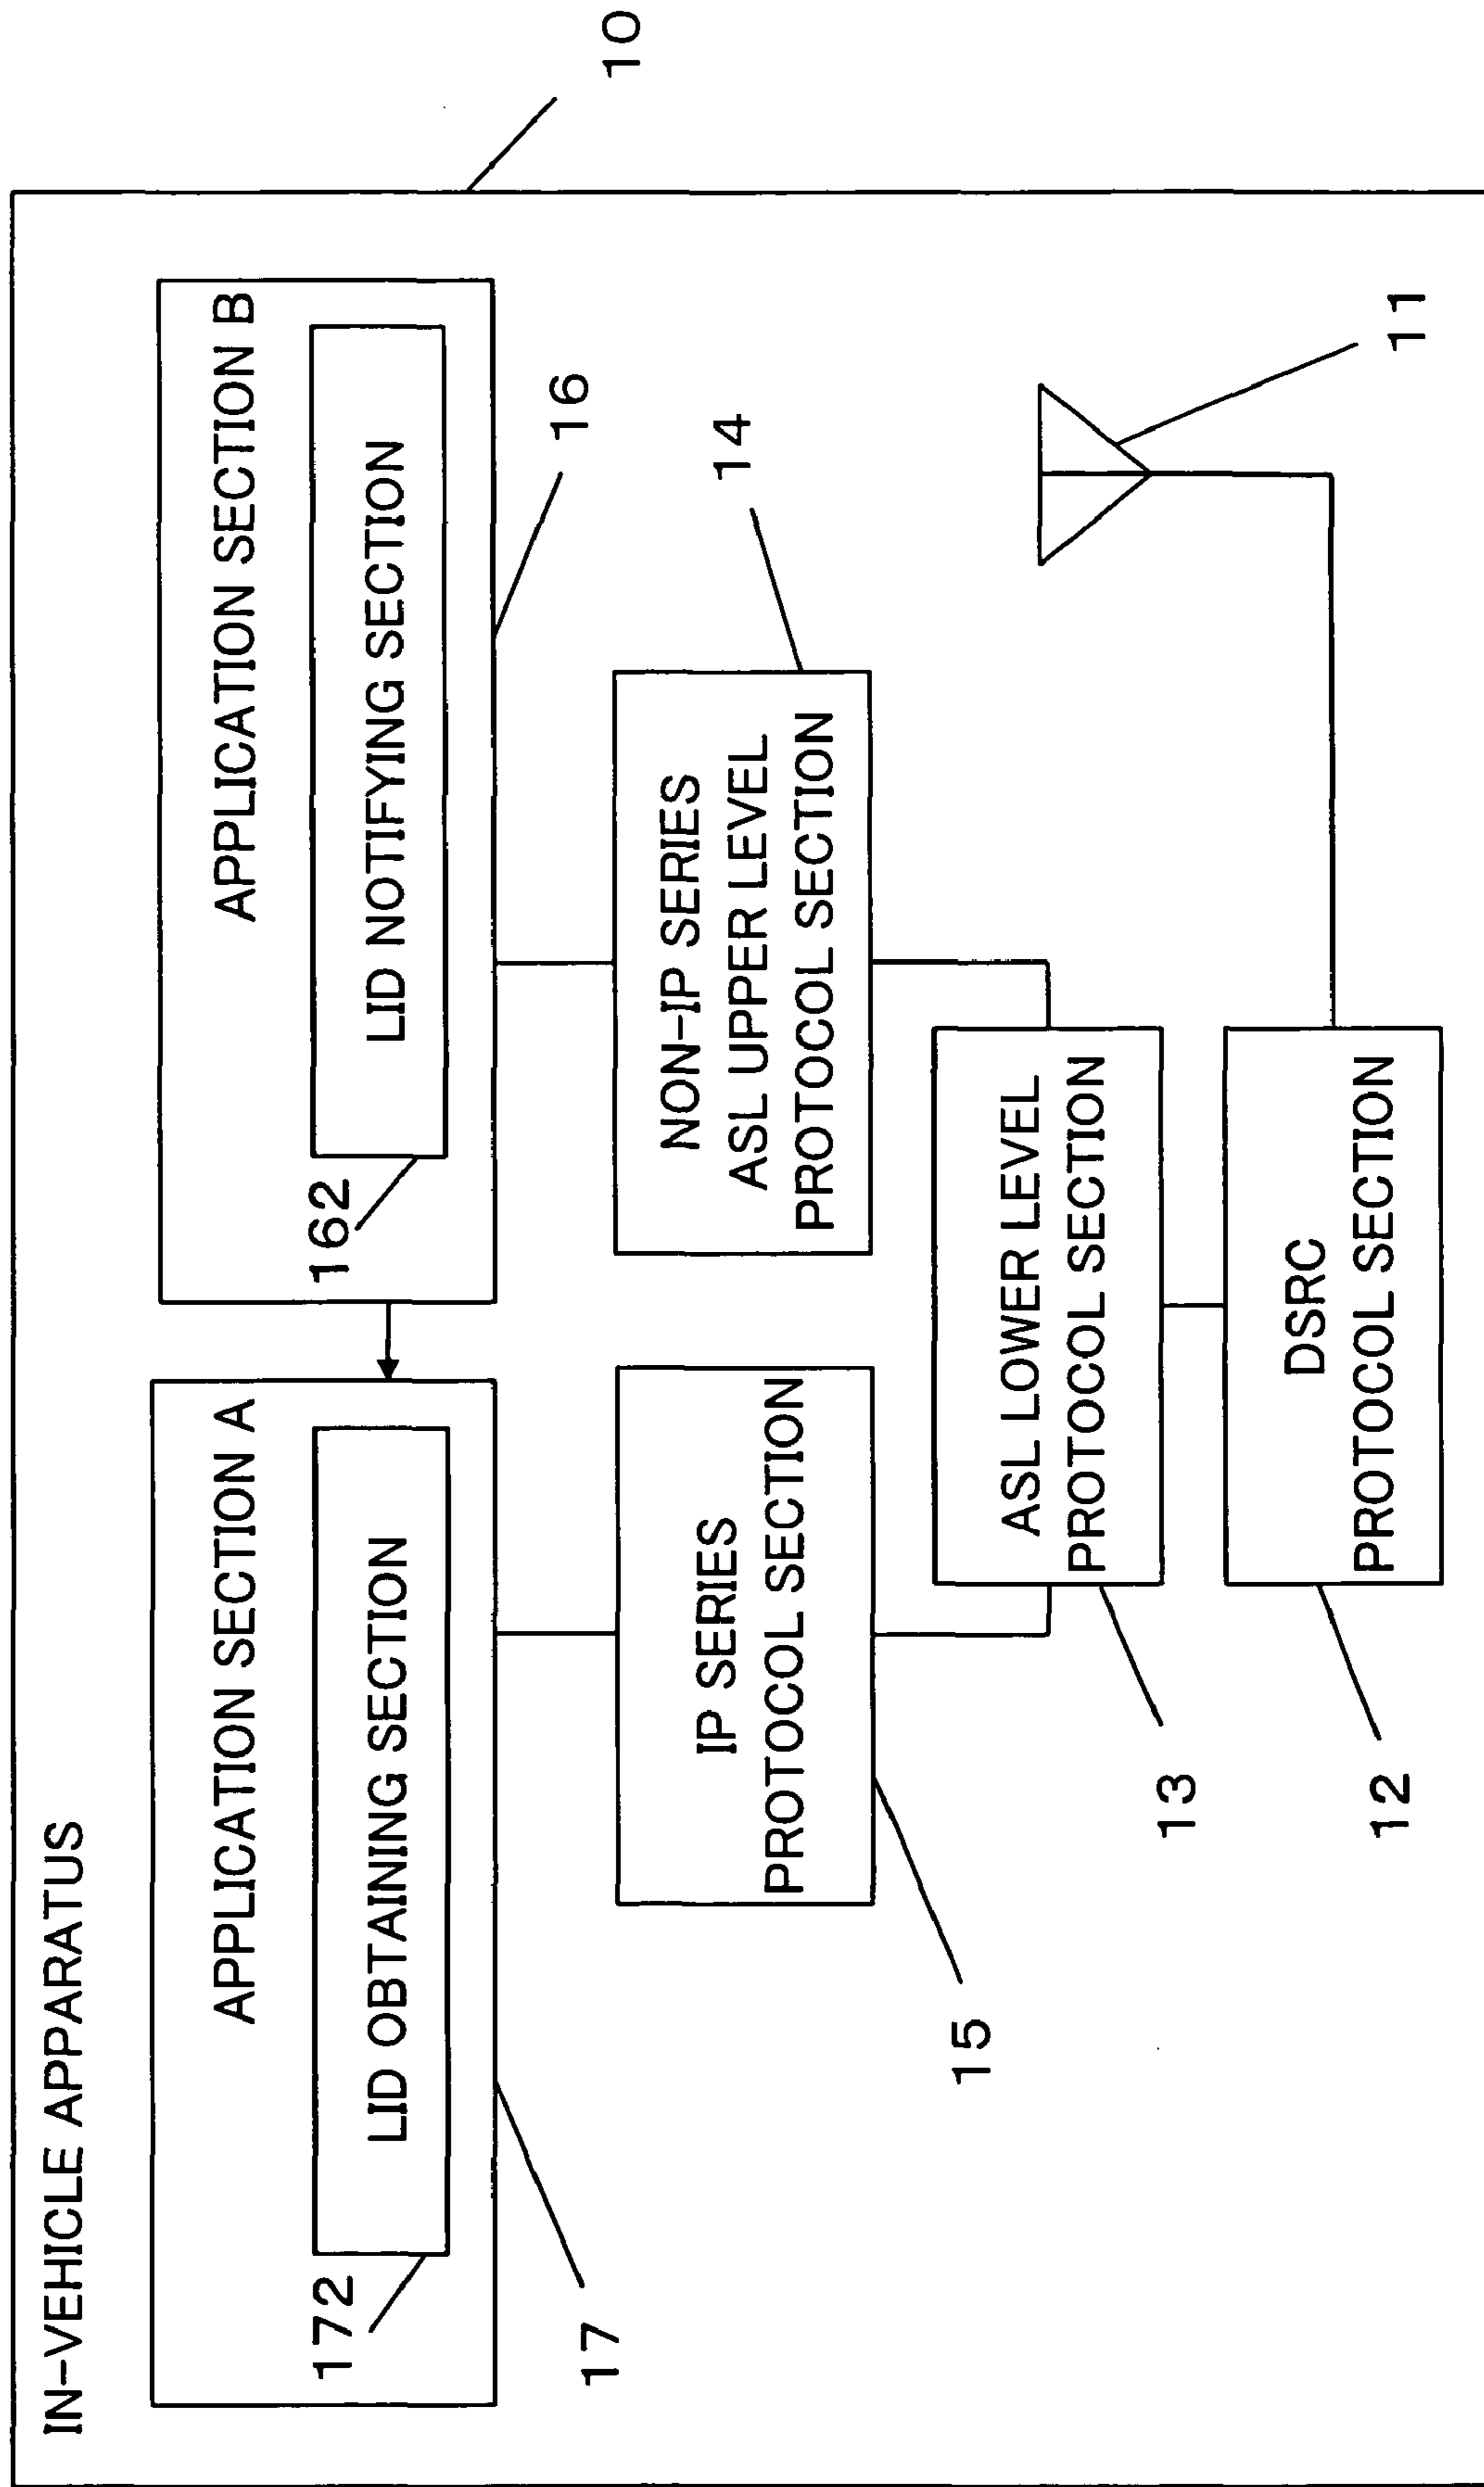 IN-VEHICLE APPARATUS
10
APPLICATION SECTION A
172
LID OBTAINING SECTION
17
APPLICATION SECTION B
162
LID NOTIFYING SECTION
16
IP SERIES
PROTOCOL SECTION
15
NON-IP SERIES
ASL UPPER LEVEL
PROTOCOL SECTION
14
ASL LOWER LEVEL
PROTOCOL SECTION
13
DSRC
PROTOCOL SECTION
12
11